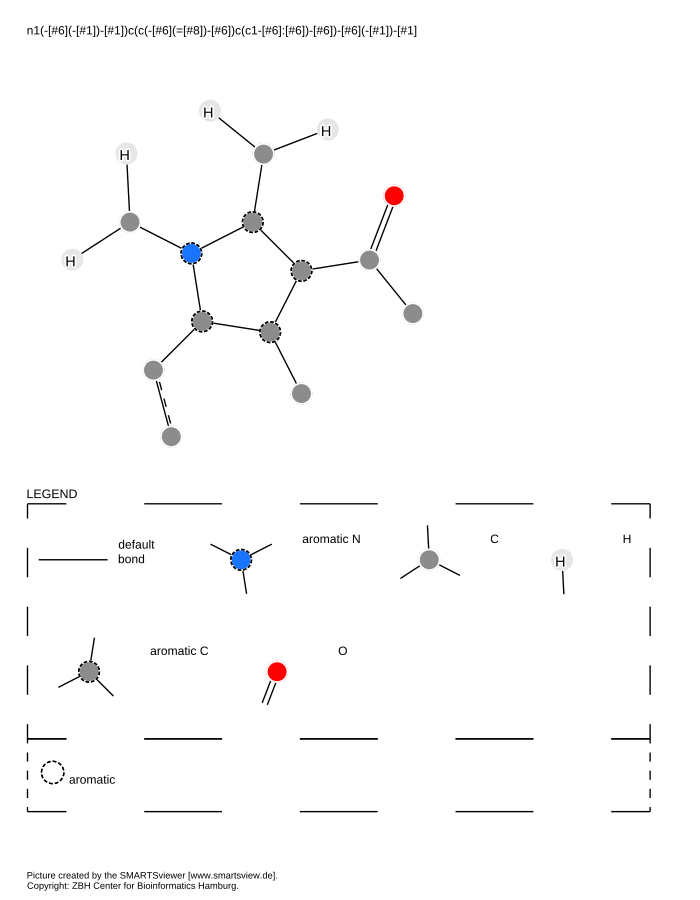 n1(-[#6](-[#1])-[#1])c(c(-[#6](=[#8])-[#6])c(c1-[#6]:[#6])-[#6])-[#6](-[#1])-[#1]
H
H
H
H
LEGEND
default
bond
aromatic N
C
H
H
aromatic C
O
aromatic
Picture created by the SMARTSviewer [www.smartsview.de].
Copyright: ZBH Center for Bioinformatics Hamburg.